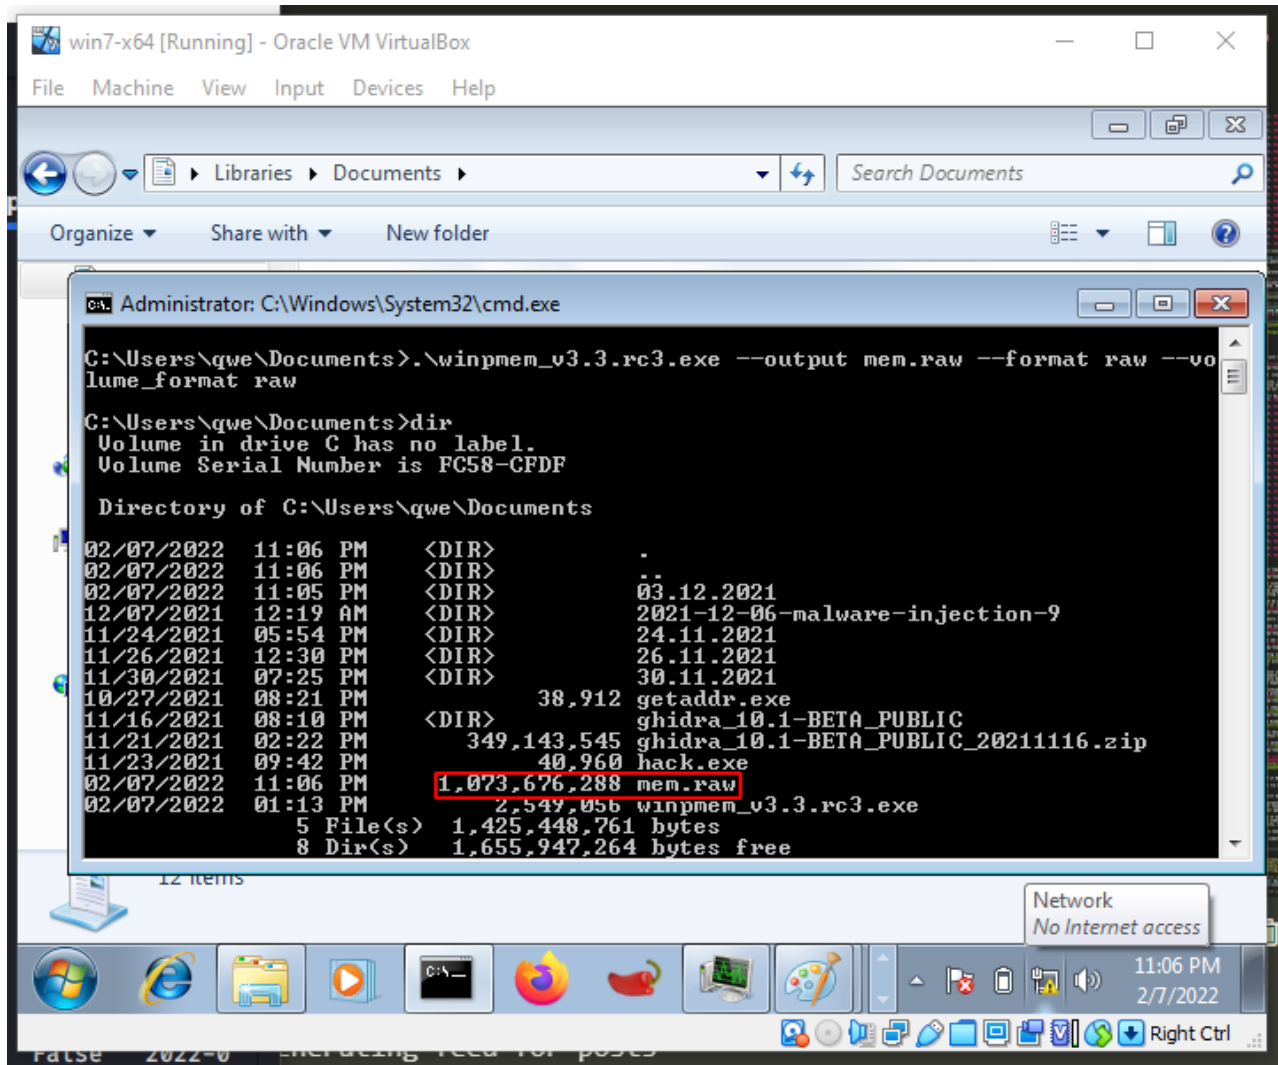 win7-x64 [Running] - Oracle VM VirtualBox
File Machine View Input Devices Help
Libraries Documents
Search Documents
Organize Share with New folder
Administrator: C:\Windows\System32\cmd.exe
C:\Users\qwe\Documents>.\winpmem_v3.3.rc3.exe --output mem.raw --format raw --vo
lume_format raw
C:\Users\qwe\Documents>dir
Volume in drive C has no label.
Volume Serial Number is FC58-CFDF
Directory of C:\Users\qwe\Documents
02/07/2022 11:06 PM <DIR> .
02/07/2022 11:06 PM <DIR> ..
02/07/2022 11:05 PM <DIR> 03.12.2021
12/07/2021 12:19 AM <DIR> 2021-12-06-malware-injection-9
11/24/2021 05:54 PM <DIR> 24.11.2021
11/26/2021 12:30 PM <DIR> 26.11.2021
11/30/2021 07:25 PM <DIR> 30.11.2021
10/27/2021 08:21 PM 38,912 getaddr.exe
11/16/2021 08:10 PM <DIR> ghidra_10.1-BETA_PUBLIC
11/21/2021 02:22 PM 349,143,545 ghidra_10.1-BETA_PUBLIC_20211116.zip
11/23/2021 09:42 PM 40,960 hack.exe
02/07/2022 11:06 PM 1,073,676,288 mem.raw
02/07/2022 01:13 PM 2,549,056 winpmem_v3.3.rc3.exe
5 File(s) 1,425,448,761 bytes
8 Dir(s) 1,655,947,264 bytes free
12 items
Network
No Internet access
11:06 PM
2/7/2022
Right Ctrl
False 2022-0 enerating feed for posts